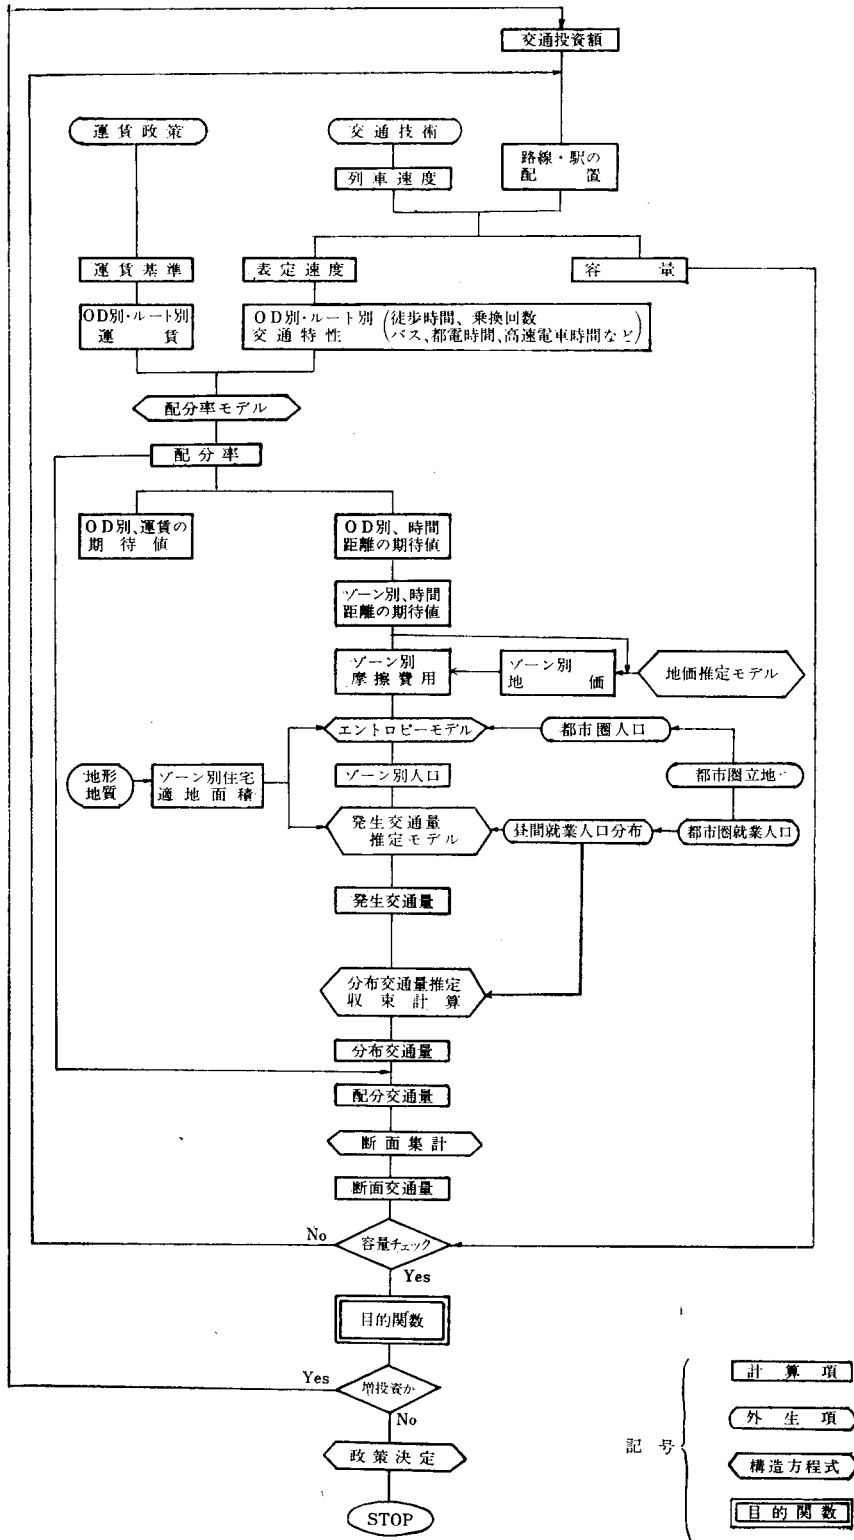 交通投資額
運賃政策
交通技術
路線・駅の
配置
列車速度
運賃基準
表定速度
容量
OD別・ルート別
運賃
OD別・ルート別
交通特性
(徒歩時間、乗換回数
バス、都電時間、高速電車時間など)
配分率モデル
配分率
OD別、運賃の
期待値
OD別、時間
距離の期待値
ゾーン別、時間
距離の期待値
ゾーン別
摩擦費用
ゾーン別
地価
地価推定モデル
エントロピーモデル
都市圏人口
地形
地質
ゾーン別住宅
適地面積
ゾーン別人口
都市圏立地
発生交通量
推定モデル
昼間就業人口分布
都市圏就業人口
発生交通量
分布交通量推定
収束計算
分布交通量
配分交通量
断面集計
断面交通量
No
容量チェック
Yes
目的関数
Yes
増投資か
No
政策決定
STOP
記号
計算項
外生項
構造方程式
目的関数